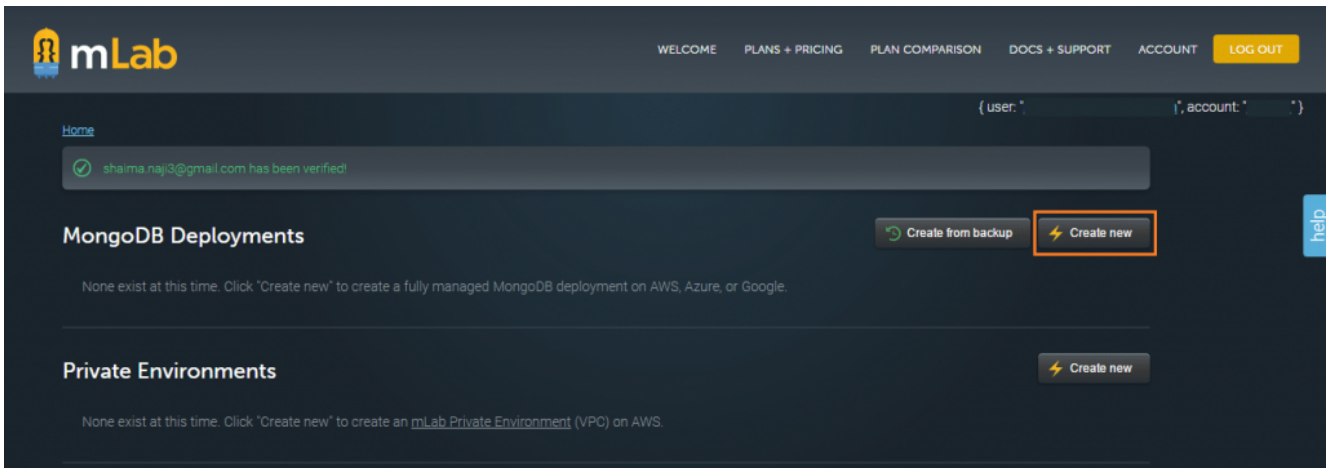 mLab
WELCOME PLANS + PRICING PLAN COMPARISON DOCS + SUPPORT ACCOUNT LOG OUT
{ user: " ", account: " " }
Home
shaima.naji3@gmail.com has been verified!
help
MongoDB Deployments
Create from backup Create new
None exist at this time. Click "Create new" to create a fully managed MongoDB deployment on AWS, Azure, or Google.
Private Environments
Create new
None exist at this time. Click "Create new" to create an mLab Private Environment (VPC) on AWS.